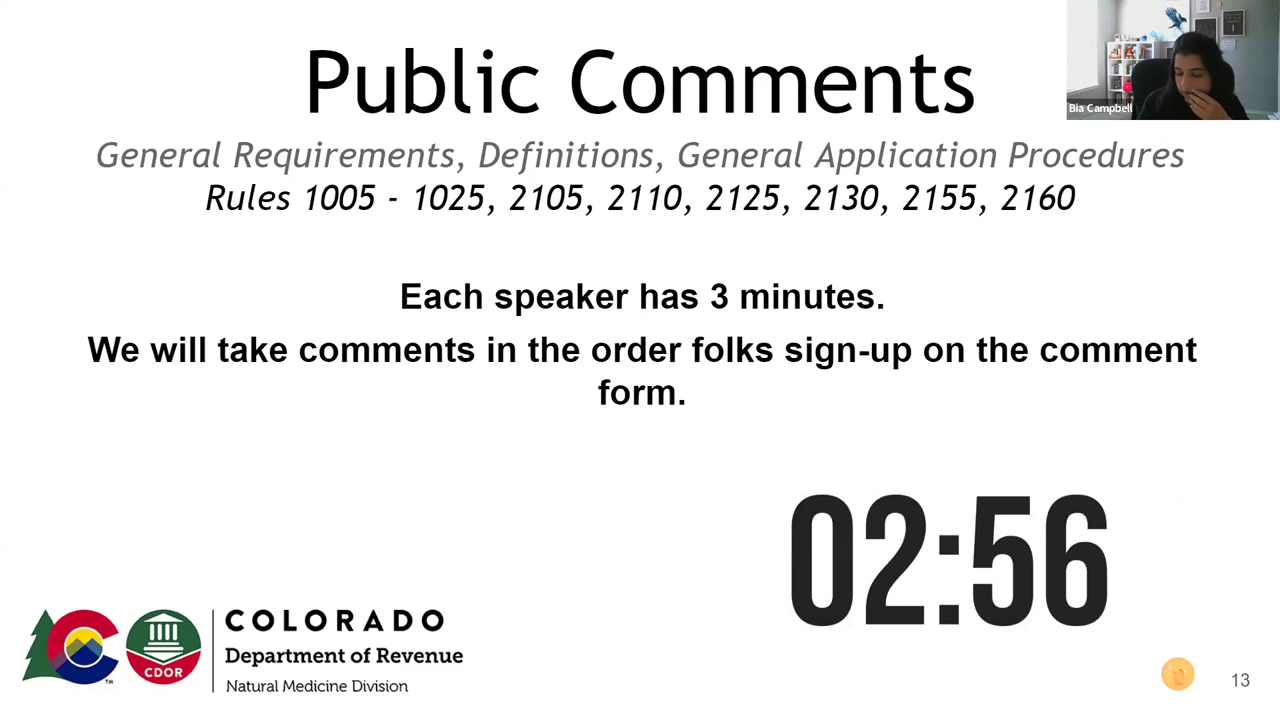 Public Comments
Bia Campbell
General Requirements, Definitions, General Application Procedures
Rules 1005 - 1025, 2105, 2110, 2125, 2130, 2155, 2160
Each speaker has 3 minutes.
We will take comments in the order folks sign-up on the comment
form.
02:56
COLORADO
Department of Revenue
Natural Medicine Division
CDOR
TM
13